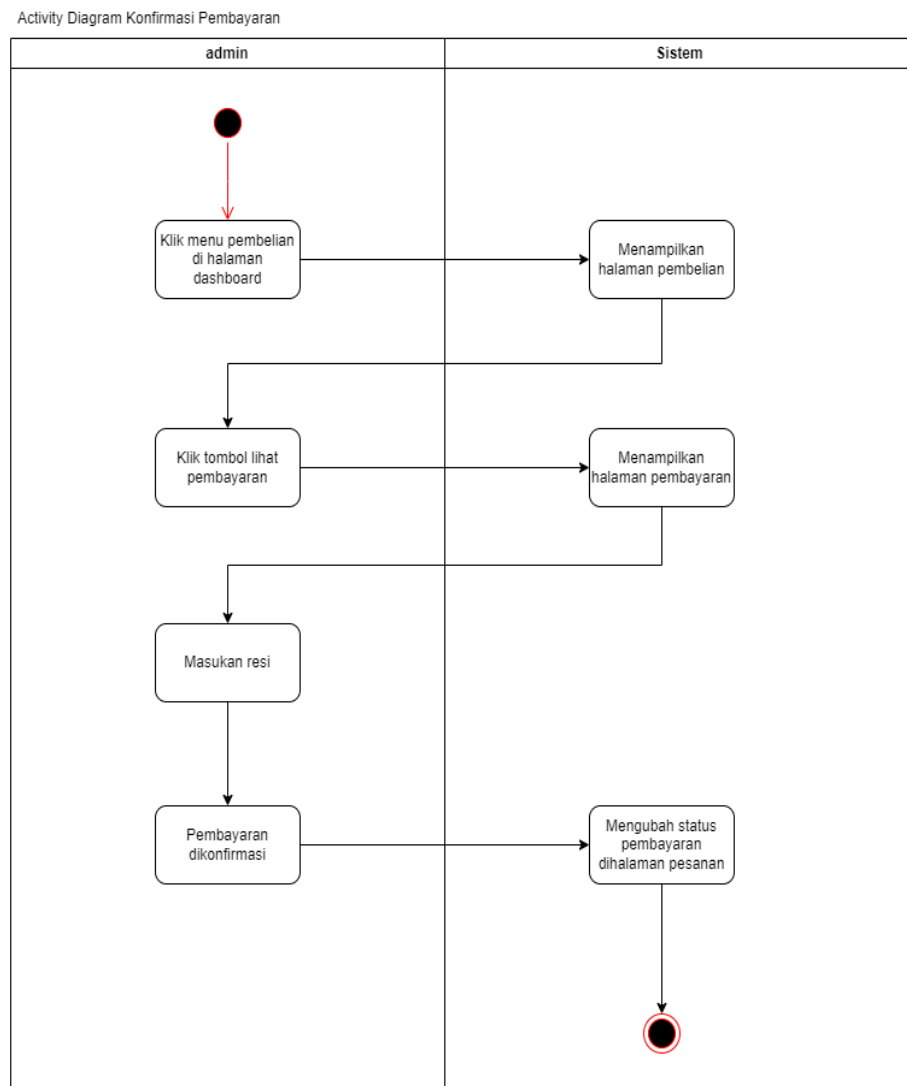 Activity Diagram Konfirmasi Pembayaran
admin
Sistem
Klik menu pembelian
di halaman
dashboard
Menampilkan
halaman pembelian
Klik tombol lihat
pembayaran
Menampilkan
halaman pembayaran
Masukan resi
Pembayaran
dikonfirmasi
Mengubah status
pembayaran
dihalaman pesanan